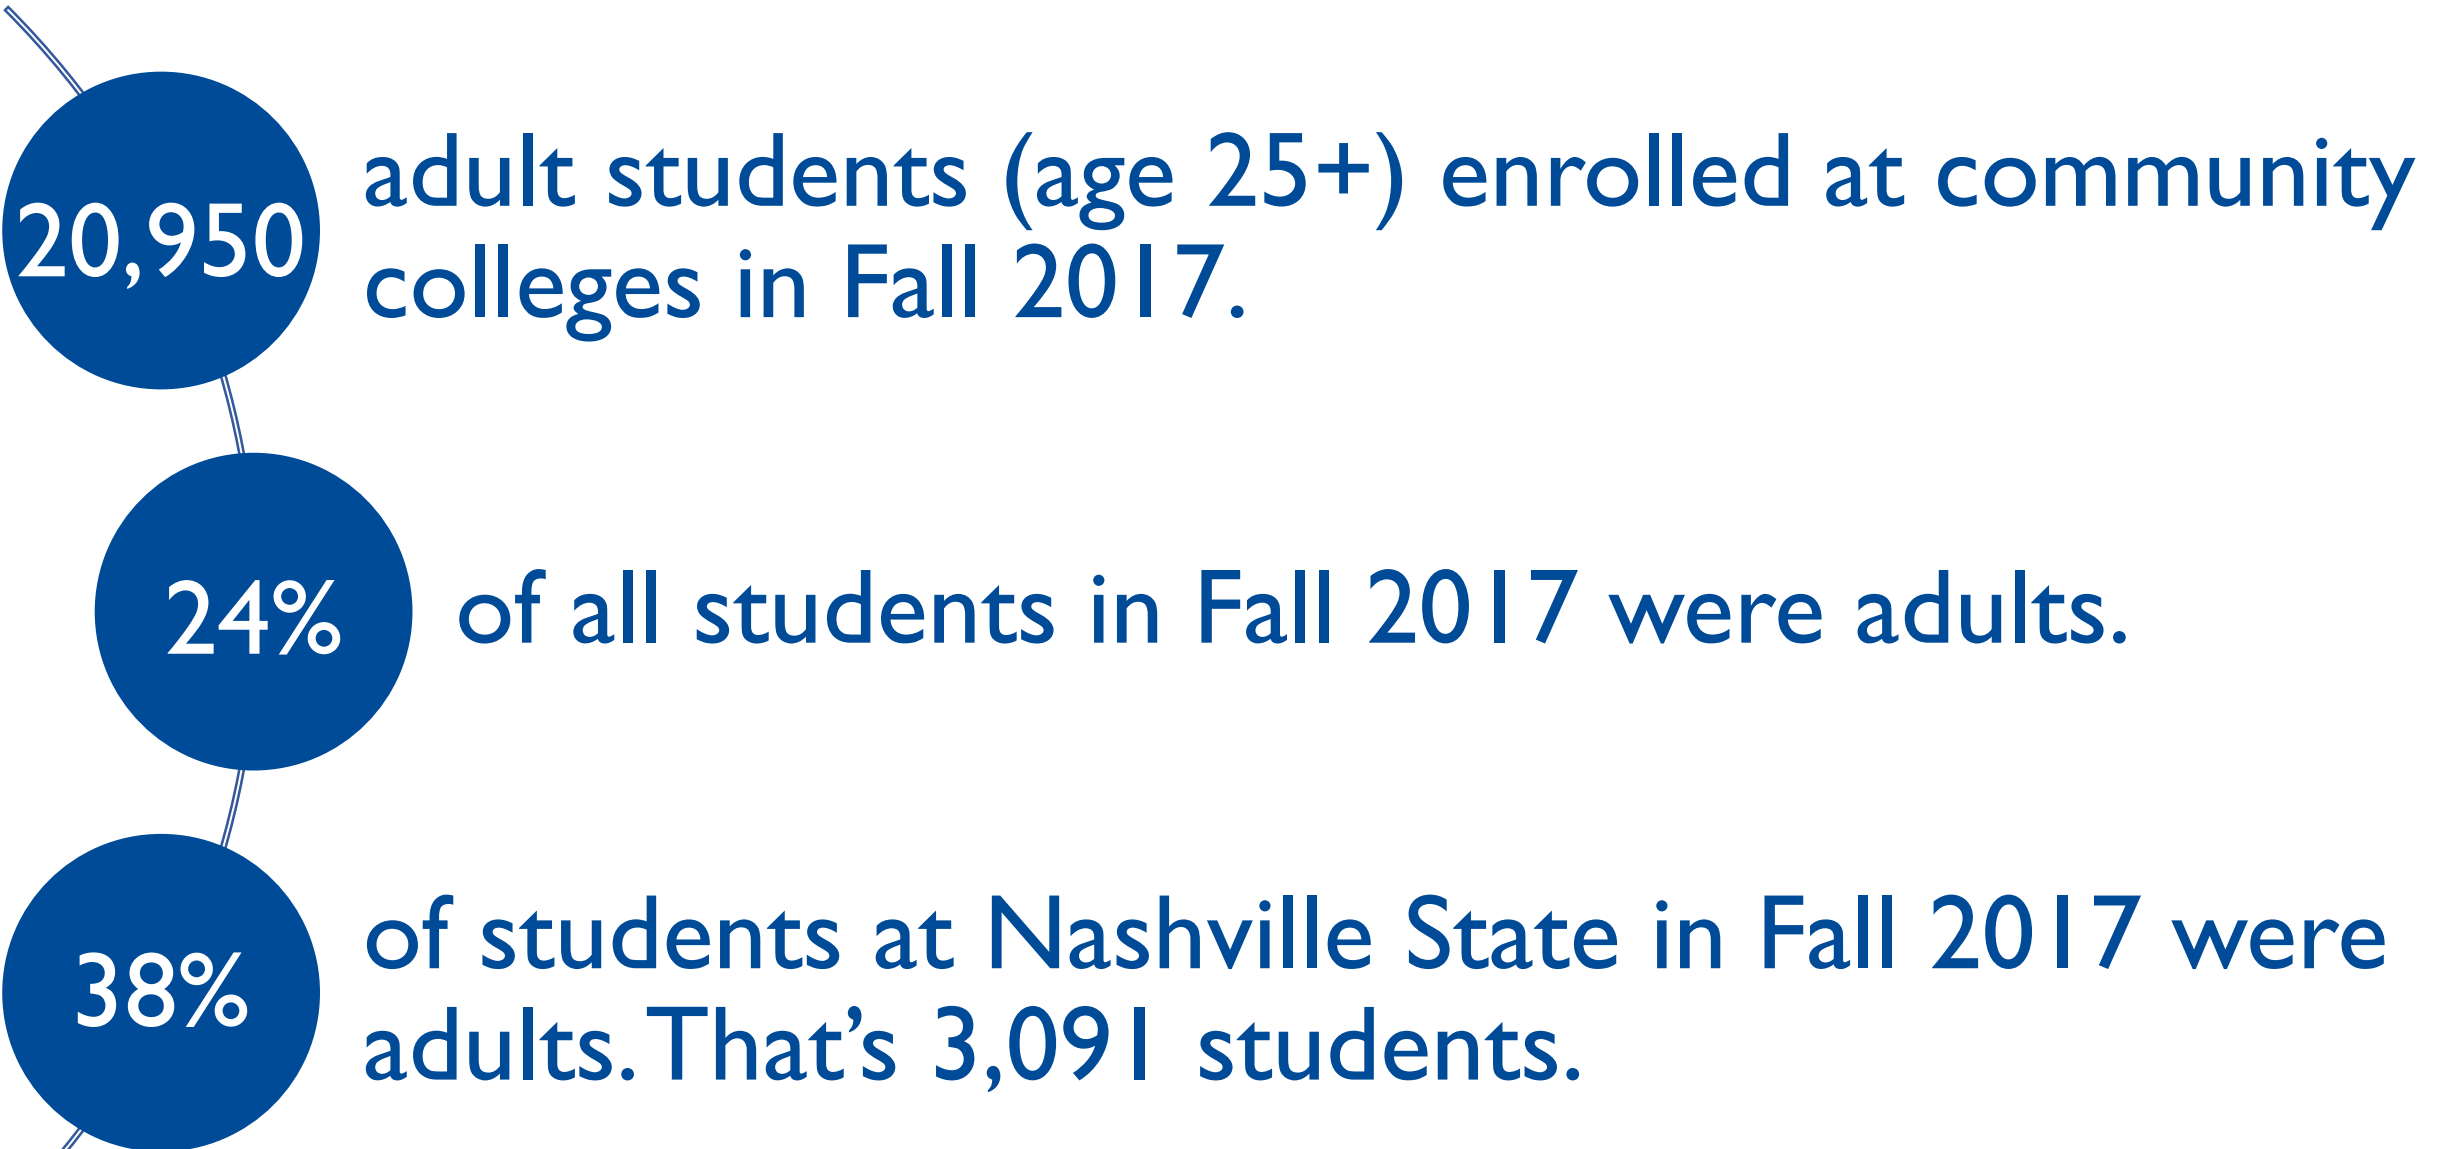 20,950
adult students (age 25+) enrolled at community
colleges in Fall 2017.
24%
of all students in Fall 2017 were adults.
38%
of students at Nashville State in Fall 2017 were
adults. That’s 3,091 students.